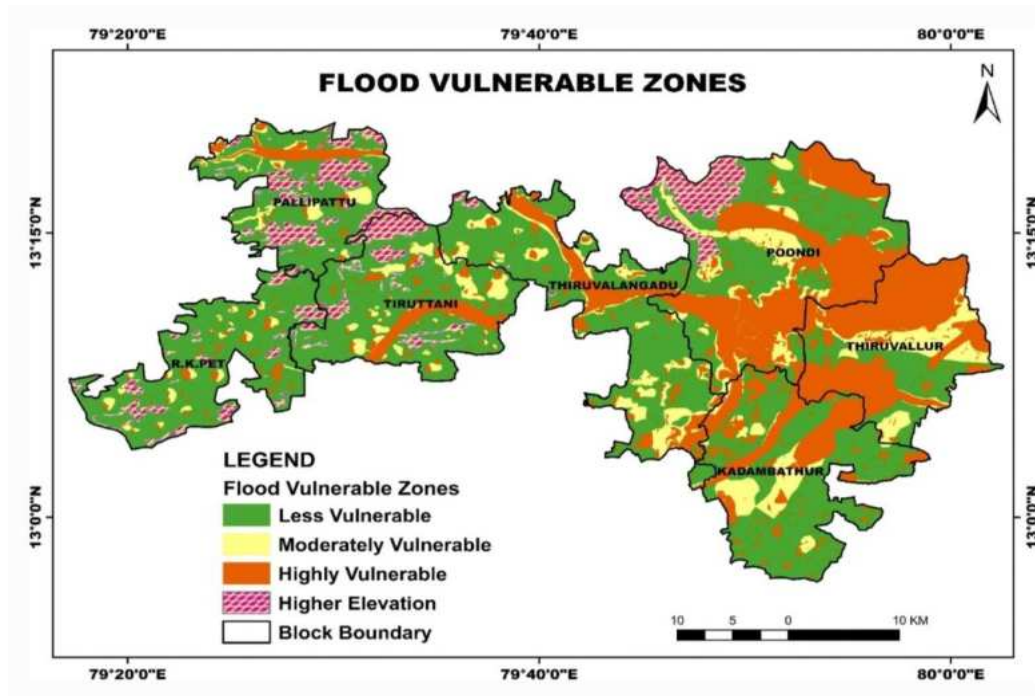 79°20'0"E 79°40'0"E 80°0'0"E
FLOOD VULNERABLE ZONES
N
13°15'0"N 13°15'0"N
PALLIPATTU
POONDI
THIRUVALANGADU
TIRUTTANI
THIRUVALLUR
R.K.PET
KADAMBATHUR
LEGEND
Flood Vulnerable Zones
Less Vulnerable
Moderately Vulnerable
Highly Vulnerable
Higher Elevation
Block Boundary
13°0'0"N 13°0'0"N
10 5 0 10 KM
79°20'0"E 79°40'0"E 80°0'0"E